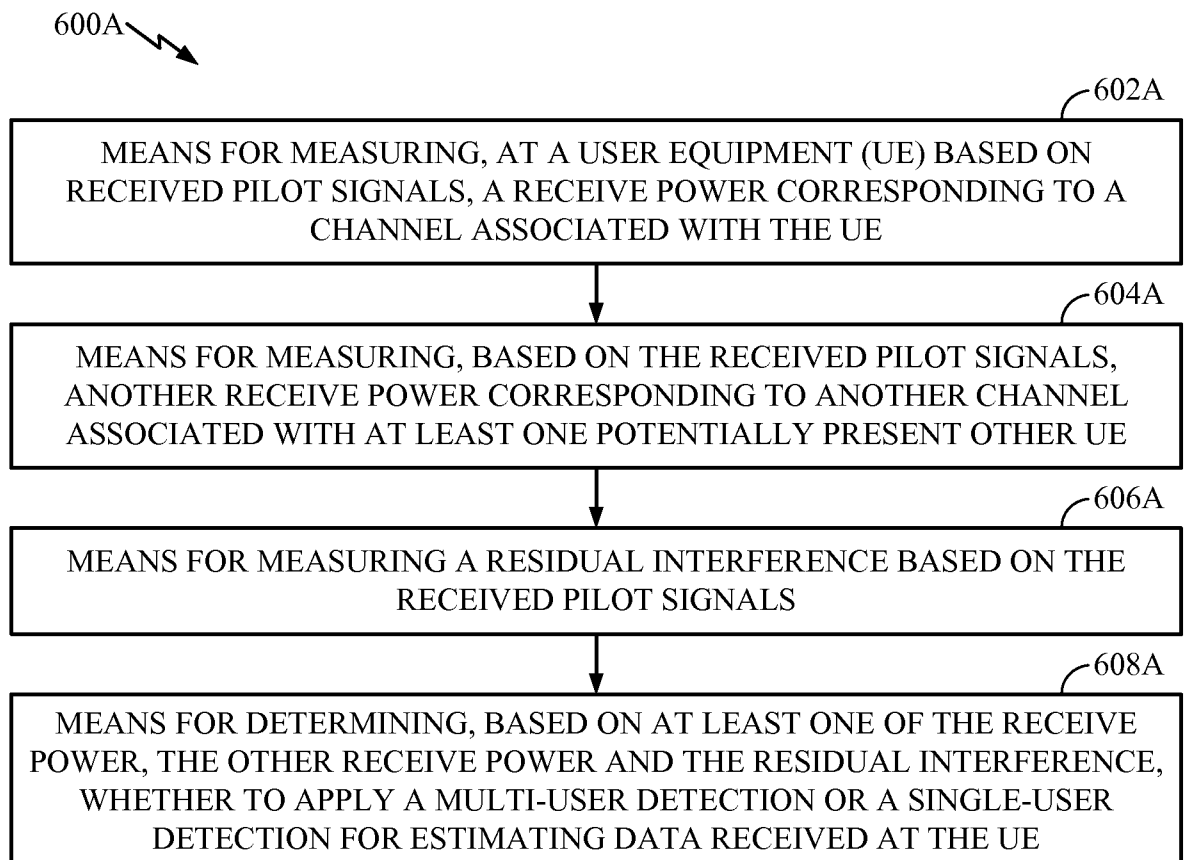 600A
602A
MEANS FOR MEASURING, AT A USER EQUIPMENT (UE) BASED ON
RECEIVED PILOT SIGNALS, A RECEIVE POWER CORRESPONDING TO A
CHANNEL ASSOCIATED WITH THE UE
604A
MEANS FOR MEASURING, BASED ON THE RECEIVED PILOT SIGNALS,
ANOTHER RECEIVE POWER CORRESPONDING TO ANOTHER CHANNEL
ASSOCIATED WITH AT LEAST ONE POTENTIALLY PRESENT OTHER UE
606A
MEANS FOR MEASURING A RESIDUAL INTERFERENCE BASED ON THE
RECEIVED PILOT SIGNALS
608A
MEANS FOR DETERMINING, BASED ON AT LEAST ONE OF THE RECEIVE
POWER, THE OTHER RECEIVE POWER AND THE RESIDUAL INTERFERENCE,
WHETHER TO APPLY A MULTI-USER DETECTION OR A SINGLE-USER
DETECTION FOR ESTIMATING DATA RECEIVED AT THE UE